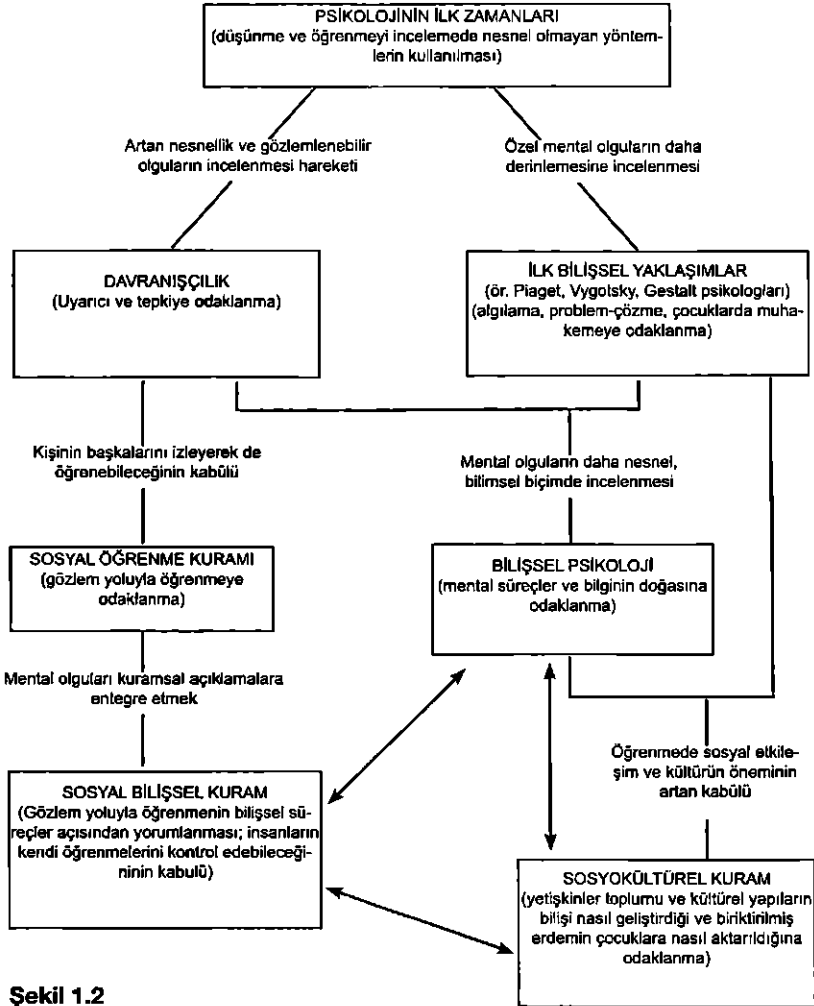 PSİKOLOJİNİN İLK ZAMANLARI
(düşünme ve öğrenmeyi incelemede nesnel olmayan yöntem-
lerin kullanılması)
Artan nesnellik ve gözlemlenebilir
olguların incelenmesi hareketi
Özel mental olguların daha
derinlemesine incelenmesi
DAVRANIŞÇILIK
(Uyarıcı ve tepkiye odaklanma)
İLK BİLİŞSEL YAKLAŞIMLAR
(ör. Piaget, Vygotsky, Gestalt psikologları)
(algılama, problem-çözme, çocuklarda muha-
kemeye odaklanma)
Kişinin başkalarını izleyerek de
öğrenebileceğinin kabülü
Mental olguların daha nesnel,
bilimsel biçimde incelenmesi
SOSYAL ÖĞRENME KURAMI
(gözlem yoluyla öğrenmeye
odaklanma)
BİLİŞSEL PSİKOLOJİ
(mental süreçler ve bilginin doğasına
odaklanma)
Mental olguları kuramsal açıklamalara
entegre etmek
Öğrenmede sosyal etkile-
şim ve kültürün öneminin
artan kabülü
SOSYAL BİLİŞSEL KURAM
(Gözlem yoluyla öğrenmenin bilişsel sü-
reçler açısından yorumlanması; insanların
kendi öğrenmelerini kontrol edebileceği-
ninin kabulü)
SOSYOKÜLTÜREL KURAM
(yetişkinler toplumu ve kültürel yapıların
bilişi nasıl geliştirdiği ve biriktirilmiş
erdemin çocuklara nasıl aktarıldığına
odaklanma)
Şekil 1.2